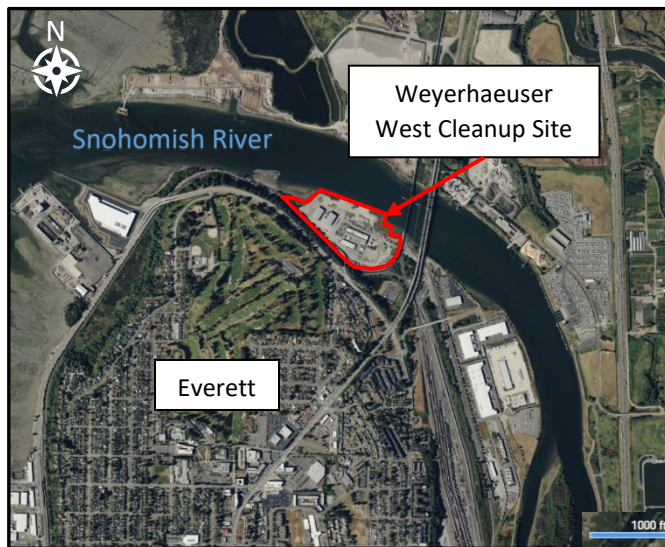 N
Weyerhaeuser
West Cleanup Site
Snohomish River
Everett
1000 ft